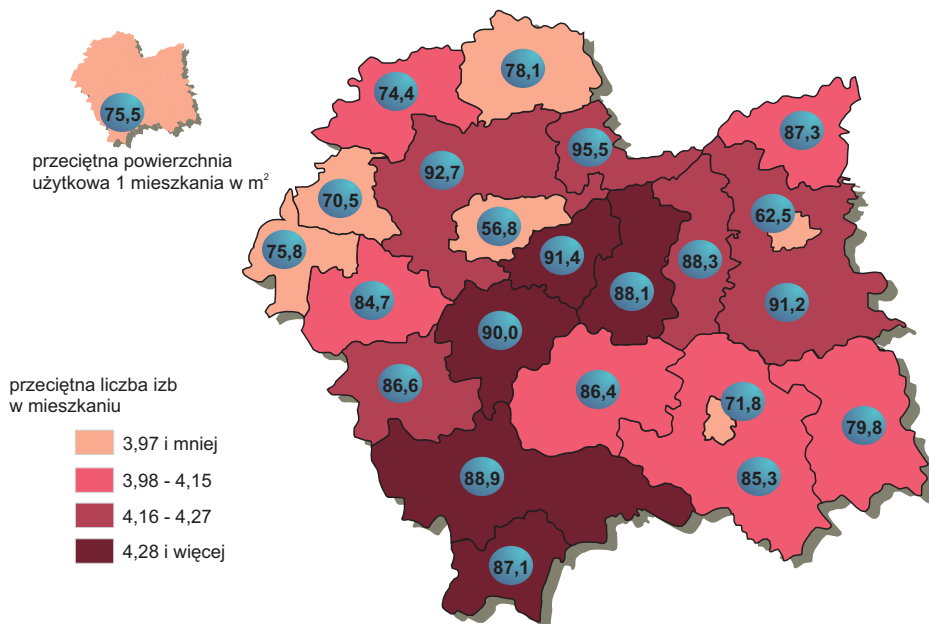 75,5
przeciętna powierzchnia
użytkowa 1 mieszkania w m²
78,1
74,4
87,3
95,5
92,7
70,5
62,5
56,8
75,8
91,4
88,3
88,1
84,7
91,2
90,0
86,6
86,4
71,8
79,8
88,9
85,3
87,1
przeciętna liczba izb
w mieszkaniu
3,97 i mniej
3,98 - 4,15
4,16 - 4,27
4,28 i więcej